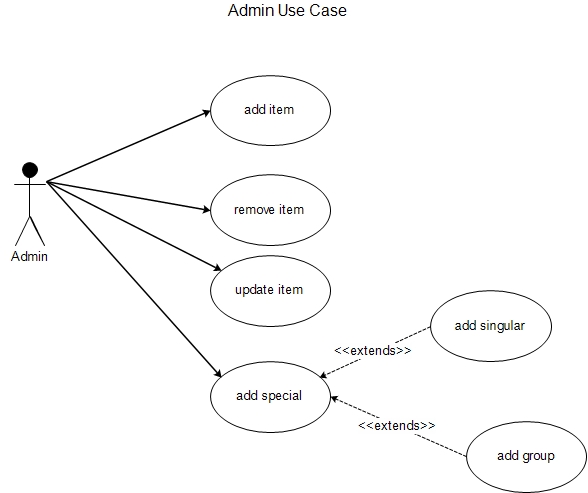 Admin Use Case
add item
remove item
Admin
update item
add singular
<<extends>>
add special
<<extends>>
add group